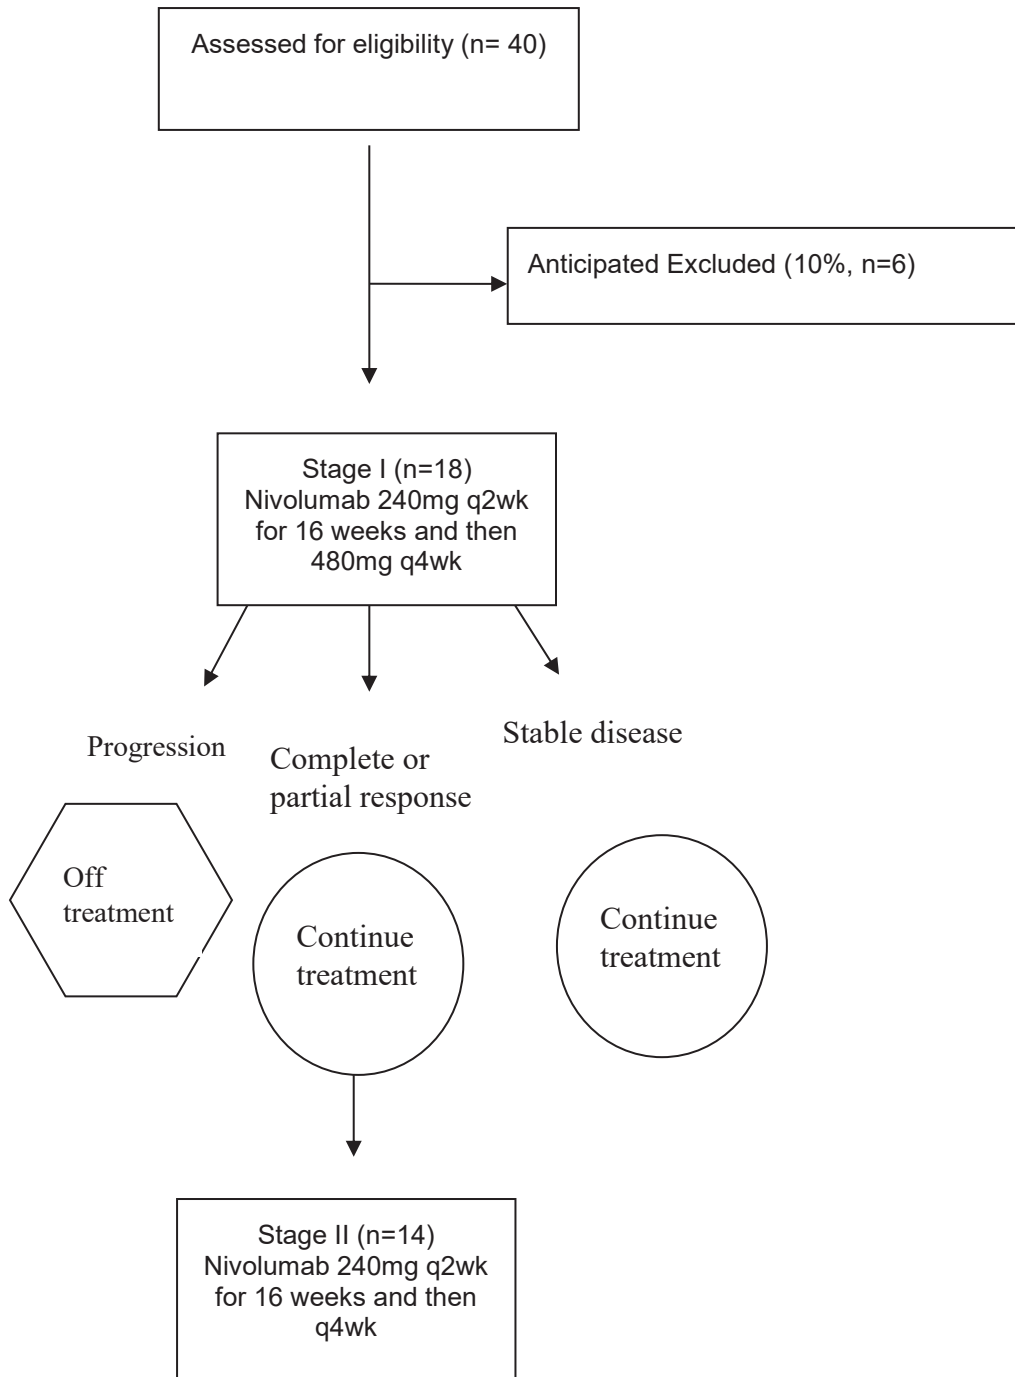 Assessed for eligibility (n= 40)
Anticipated Excluded (10%, n=6)
Stage I (n=18)
Nivolumab 240mg q2wk
for 16 weeks and then
480mg q4wk
Progression
Complete or
partial response
Stable disease
Off
treatment
Continue
treatment
Continue
treatment
Stage II (n=14)
Nivolumab 240mg q2wk
for 16 weeks and then
q4wk